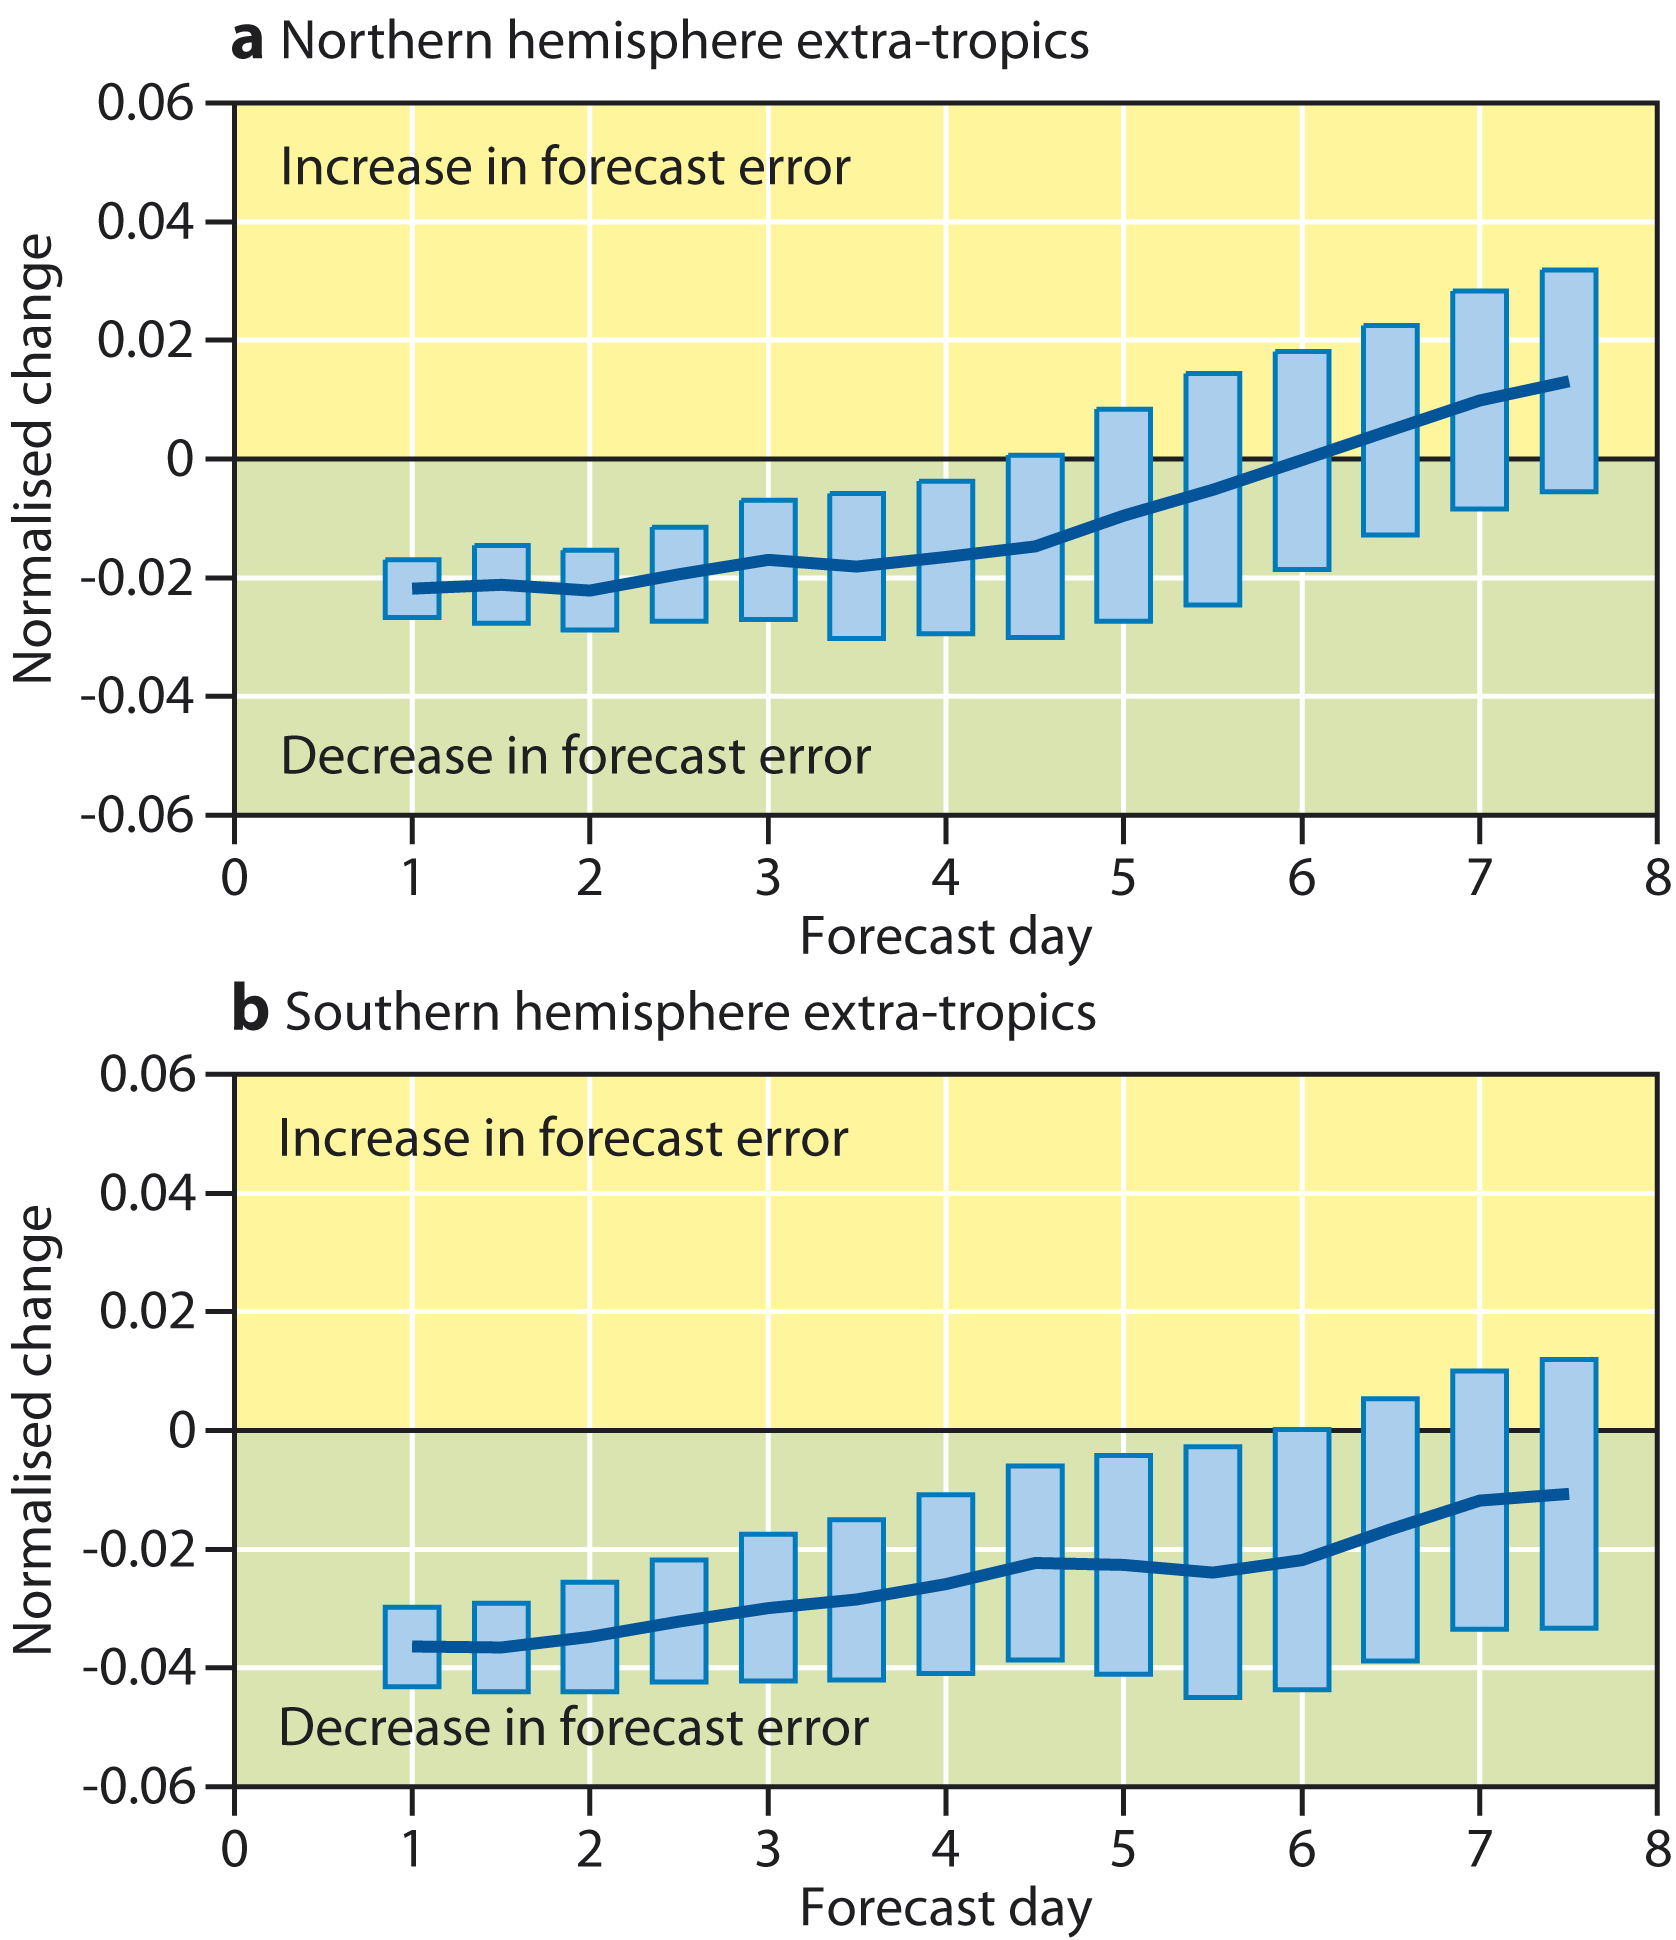 a Northern hemisphere extra-tropics
0.06
Increase in forecast error
0.04
0.02
0
-0.02
-0.04
Decrease in forecast error
-0.06
Normalised change
0 1 2 3 4 5 6 7 8
Forecast day
b Southern hemisphere extra-tropics
0.06
Increase in forecast error
0.04
0.02
0
-0.02
-0.04
Decrease in forecast error
-0.06
Normalised change
0 1 2 3 4 5 6 7 8
Forecast day